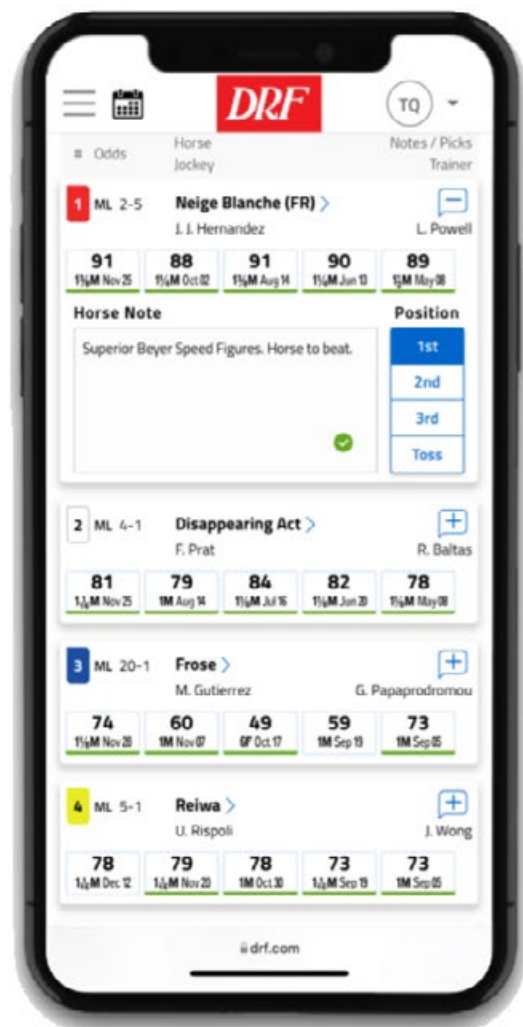 DRF
TQ
# Odds Horse Notes / Picks
Jockey Trainer
1 ML 2-5 Neige Blanche (FR) >
J. J. Hernandez L. Powell
91 88 91 90 89
Nov 25 Oct 02 Aug 14 Jun 13 May 08
Horse Note Position
Superior Beyer Speed Figures. Horse to beat. 1st
2nd
3rd
Toss
2 ML 4-1 Disappearing Act >
F. Prat R. Baltas
81 79 84 82 78
Nov 25 1M Aug 14 Jul 16 Jun 20 May 08
3 ML 20-1 Frose >
M. Gutierrez G. Papaprodromou
74 60 49 59 73
Nov 28 1M Nov 07 6F Oct 17 1M Sep 19 1M Sep 05
4 ML 5-1 Reiwa >
U. Rispoli J. Wong
78 79 78 73 73
Dec 12 Nov 20 1M Oct 30 Sep 19 1M Sep 05
drf.com